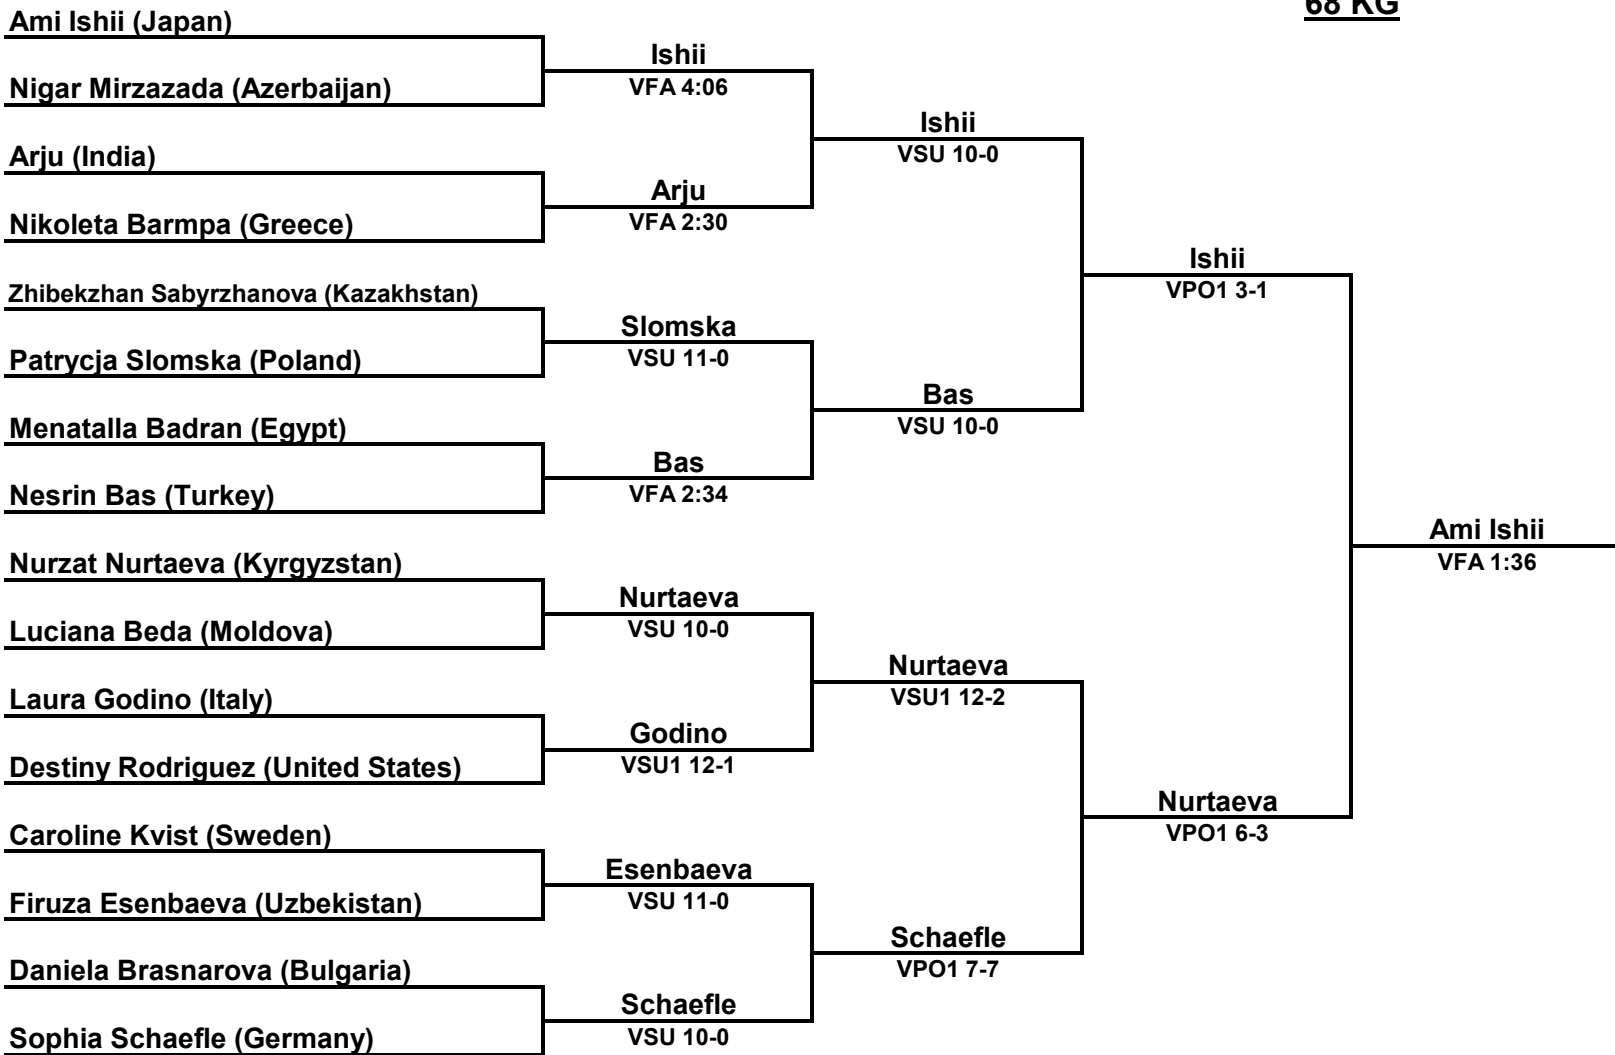 68 KG
Ami Ishii (Japan)
Ishii
Nigar Mirzazada (Azerbaijan)
VFA 4:06
Ishii
Arju (India)
VSU 10-0
Arju
Nikoleta Barmpa (Greece)
VFA 2:30
Ishii
Zhibekzhan Sabyrzhanova (Kazakhstan)
VPO1 3-1
Slomska
Patrycja Slomska (Poland)
VSU 11-0
Bas
Menatalla Badran (Egypt)
VSU 10-0
Bas
Nesrin Bas (Turkey)
VFA 2:34
Ami Ishii
Nurzat Nurtaeva (Kyrgyzstan)
VFA 1:36
Nurtaeva
Luciana Beda (Moldova)
VSU 10-0
Nurtaeva
Laura Godino (Italy)
VSU1 12-2
Godino
Destiny Rodriguez (United States)
VSU1 12-1
Nurtaeva
Caroline Kvist (Sweden)
VPO1 6-3
Esenbaeva
Firuza Esenbaeva (Uzbekistan)
VSU 11-0
Schaefle
Daniela Brasnarova (Bulgaria)
VPO1 7-7
Schaefle
Sophia Schaefle (Germany)
VSU 10-0